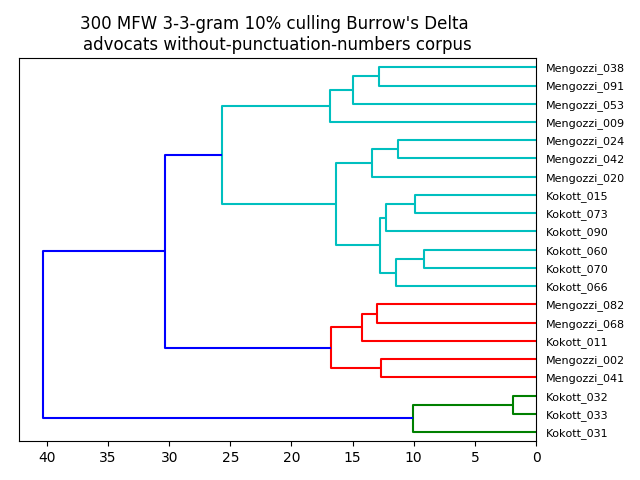 300 MFW 3-3-gram 10% culling Burrow's Delta
advocats without-punctuation-numbers corpus
Mengozzi_038
Mengozzi_091
Mengozzi_053
Mengozzi_009
Mengozzi_024
Mengozzi_042
Mengozzi_020
Kokott_015
Kokott_073
Kokott_090
Kokott_060
Kokott_070
Kokott_066
Mengozzi_082
Mengozzi_068
Kokott_011
Mengozzi_002
Mengozzi_041
Kokott_032
Kokott_033
Kokott_031
40 35 30 25 20 15 10 5 0